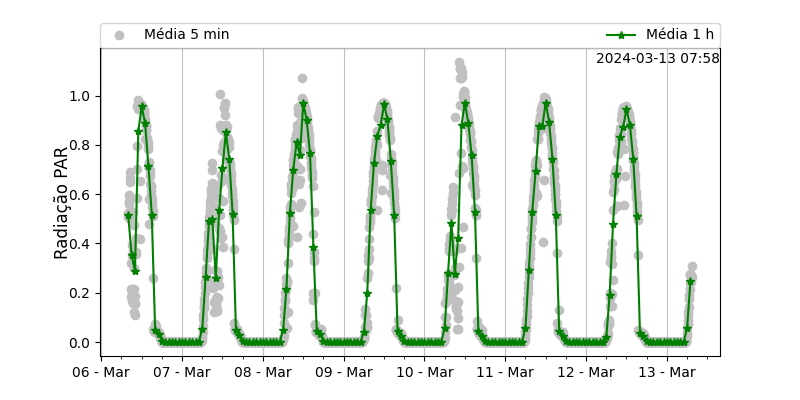 Média 5 min
Média 1 h
2024-03-13 07:58
Radiação PAR
1.0
0.8
0.6
0.4
0.2
0.0
06 - Mar
07 - Mar
08 - Mar
09 - Mar
10 - Mar
11 - Mar
12 - Mar
13 - Mar